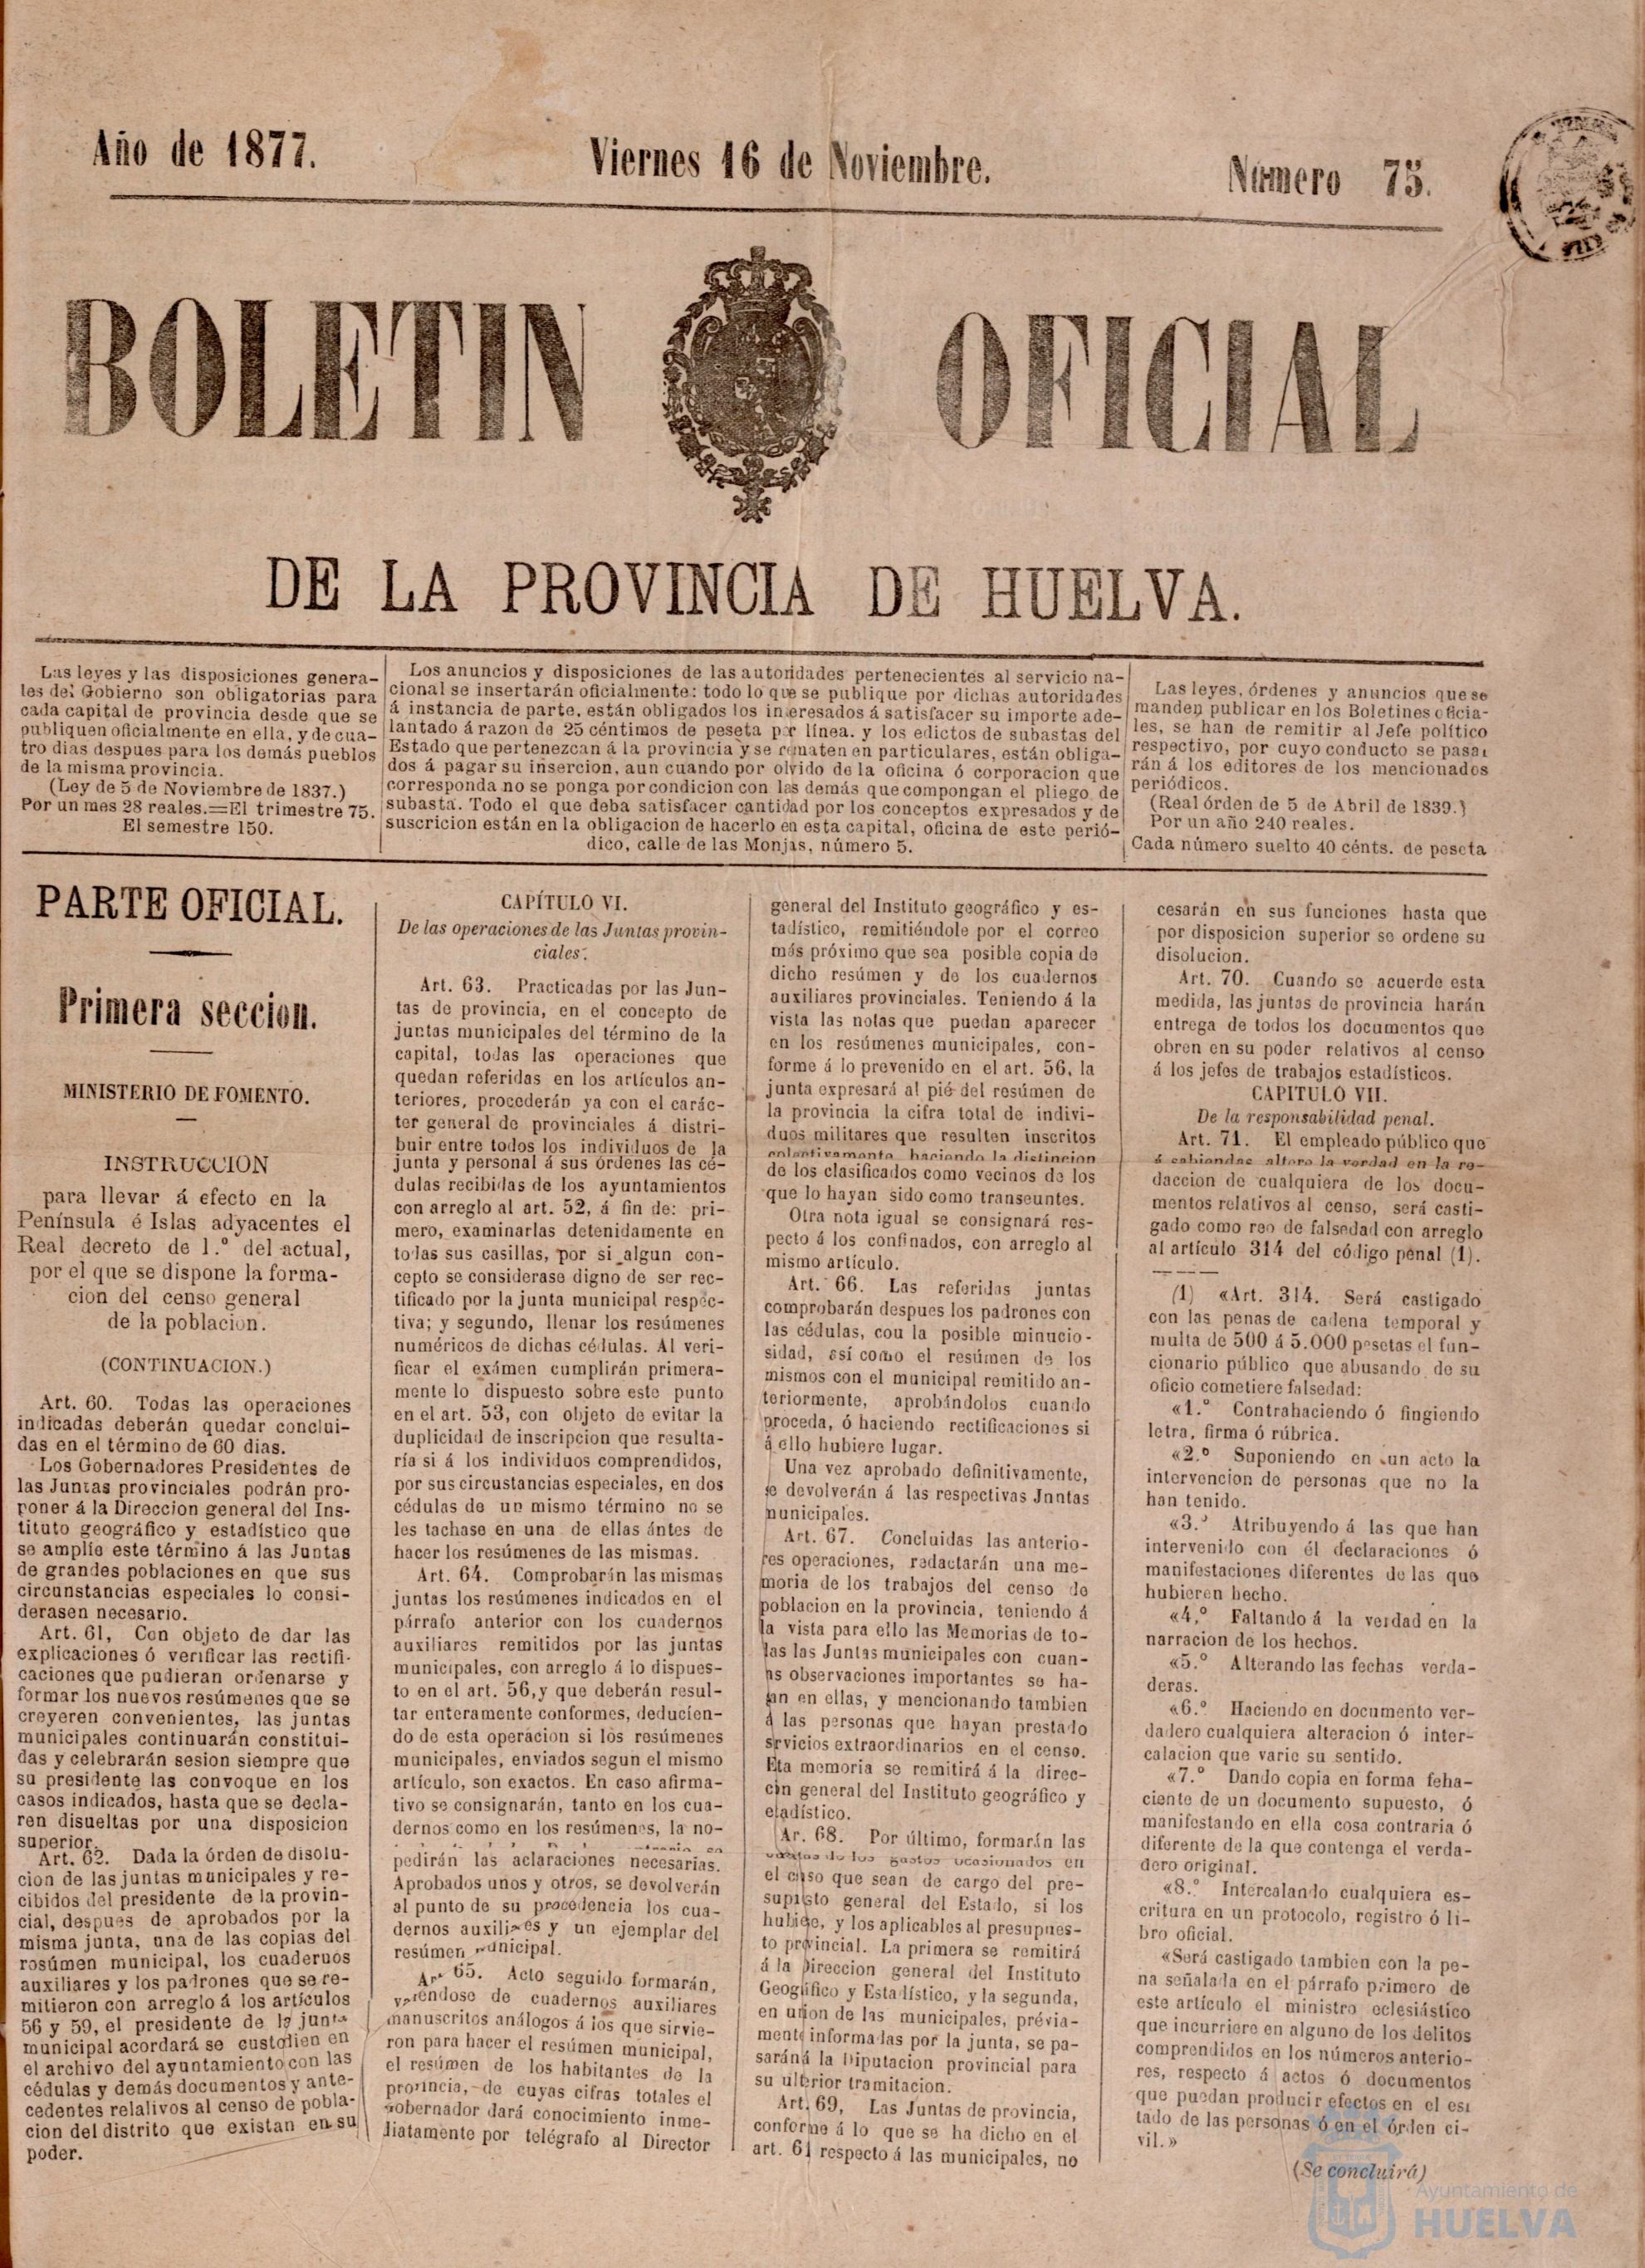 Año de 1877.
Viernes 16 de Noviembre.
Número 75.
BOLETIN OFICIAL
DE LA PROVINCIA DE HUELVA.
Las leyes y las disposiciones genera-
les del Gobierno son obligatorias para
cada capital de provincia desde que se
publiquen oficialmente en ella, y de cua-
tro dias despues para los demás pueblos
de la misma provincia.
(Ley de 5 de Noviembre de 1837.)
Por un mes 28 reales.=El trimestre 75.
El semestre 150.
Los anuncios y disposiciones de las autoridades pertenecientes al servicio na-
cional se insertarán oficialmente: todo lo que se publique por dichas autoridades
á instancia de parte, están obligados los interesados á satisfacer su importe ade-
lantado á razon de 25 céntimos de peseta por línea. y los edictos de subastas del
Estado que pertenezcan á la provincia y se rematen en particulares, están obliga-
dos á pagar su insercion, aun cuando por olvido de la oficina ó corporacion que
corresponda no se ponga por condicion con las demás que compongan el pliego de
subasta. Todo el que deba satisfacer cantidad por los conceptos expresados y de
suscricion están en la obligacion de hacerlo en esta capital, oficina de este perió-
dico, calle de las Monjas, número 5.
Las leyes, órdenes y anuncios que se
manden publicar en los Boletines oficia-
les, se han de remitir al Jefe político
respectivo, por cuyo conducto se pasa-
rán á los editores de los mencionados
periódicos.
(Real órden de 5 de Abril de 1839.)
Por un año 240 reales.
Cada número suelto 40 cénts. de peseta
PARTE OFICIAL.
Primera seccion.
MINISTERIO DE FOMENTO.
INSTRUCCION
para llevar á efecto en la
Península é Islas adyacentes el
Real decreto de 1.º del actual,
por el que se dispone la forma-
cion del censo general
de la poblacion.
(CONTINUACION.)
Art. 60. Todas las operaciones
indicadas deberán quedar conclui-
das en el término de 60 dias.
Los Gobernadores Presidentes de
las Juntas provinciales podrán pro-
poner á la Direccion general del Ins-
tituto geográfico y estadístico que
se amplie este término á las Juntas
de grandes poblaciones en que sus
circunstancias especiales lo consi-
derasen necesario.
Art. 61, Con objeto de dar las
explicaciones ó verificar las rectifi-
caciones que pudieran ordenarse y
formar los nuevos resúmenes que se
creyeren convenientes, las juntas
municipales continuarán constitui-
das y celebrarán sesion siempre que
su presidente las convoque en los
casos indicados, hasta que se decla-
ren disueltas por una disposicion
superior.
Art. 62. Dada la órden de disolu-
cion de las juntas municipales y re-
cibidos del presidente de la provin-
cial, despues de aprobados por la
misma junta, una de las copias del
resúmen municipal, los cuadernos
auxiliares y los padrones que se re-
mitieron con arreglo á los artículos
56 y 59, el presidente de la junta
municipal acordará se custodien en
el archivo del ayuntamiento con las
cédulas y demás documentos y ante-
cedentes relalivos al censo de pobla-
cion del distrito que existan en su
poder.
CAPÍTULO VI.
De las operaciones de las Juntas provin-
ciales.
Art. 63. Practicadas por las Jun-
tas de provincia, en el concepto de
juntas municipales del término de la
capital, todas las operaciones que
quedan referidas en los artículos an-
teriores, procederán ya con el carác-
ter general de provinciales á distri-
buir entre todos los individuos de la
junta y personal á sus órdenes las cé-
dulas recibidas de los ayuntamientos
con arreglo al art. 52, á fin de: pri-
mero, examinarlas detenidamente en
todas sus casillas, por si algun con-
cepto se considerase digno de ser rec-
tificado por la junta municipal respec-
tiva; y segundo, llenar los resúmenes
numéricos de dichas cédulas. Al veri-
ficar el exámen cumplirán primera-
mente lo dispuesto sobre este punto
en el art. 53, con objeto de evitar la
duplicidad de inscripcion que resulta-
ría si á los individuos comprendidos,
por sus circustancias especiales, en dos
cédulas de un mismo término no se
les tachase en una de ellas ántes de
hacer los resúmenes de las mismas.
Art. 64. Comprobarán las mismas
juntas los resúmenes indicados en el
párrafo anterior con los cuadernos
auxiliares remitidos por las juntas
municipales, con arreglo á lo dispues-
to en el art. 56, y que deberán resul-
tar enteramente conformes, deducien-
do de esta operacion si los resúmenes
municipales, enviados segun el mismo
artículo, son exactos. En caso afirma-
tivo se consignarán, tanto en los cua-
dernos como en los resúmenes, la no-
pedirán las aclaraciones necesarias.
Aprobados unos y otros, se devolverán
al punto de su procedencia los cua-
dernos auxiliares y un ejemplar del
resúmen municipal.
Art. 65. Acto seguido formarán,
valiéndose de cuadernos auxiliares
manuscritos análogos á los que sirvie-
ron para hacer el resúmen municipal,
el resúmen de los habitantes de la
provincia, de cuyas cifras totales el
gobernador dará conocimiento inme-
diatamente por telégrafo al Director
general del Instituto geográfico y es-
tadístico, remitiéndole por el correo
más próximo que sea posible copia de
dicho resúmen y de los cuadernos
auxiliares provinciales. Teniendo á la
vista las notas que puedan aparecer
en los resúmenes municipales, con-
forme á lo prevenido en el art. 56, la
junta expresará al pié del resúmen de
la provincia la cifra total de indivi-
duos militares que resulten inscritos
colectivamente, haciendo la distincion
de los clasificados como vecinos de los
que lo hayan sido como transeuntes.
Otra nota igual se consignará res-
pecto á los confinados, con arreglo al
mismo artículo.
Art. 66. Las referidas juntas
comprobarán despues los padrones con
las cédulas, cou la posible minucio-
sidad, así como el resúmen de los
mismos con el municipal remitido an-
teriormente, aprobándolos cuando
proceda, ó haciendo rectificaciones si
á ello hubiere lugar.
Una vez aprobado definitivamente,
se devolverán á las respectivas Jnntas
municipales.
Art. 67. Concluidas las anterio-
res operaciones, redactarán una me-
moria de los trabajos del censo de
poblacion en la provincia, teniendo á
la vista para ello las Memorias de to-
das las Juntas municipales con cuan-
as observaciones importantes se ha-
gan en ellas, y mencionando tambien
á las personas que hayan prestado
servicios extraordinarios en el censo.
Esta memoria se remitirá á la direc-
cion general del Instituto geográfico y
estadístico.
Ar. 68. Por último, formarán las
cuentas de los gastos ocasionados en
el caso que sean de cargo del pre-
supuesto general del Estado, si los
hubiese, y los aplicables al presupues-
to provincial. La primera se remitirá
á la Direccion general del Instituto
Geográfico y Estadístico, y la segunda,
en union de las municipales, prévia-
mente informadas por la junta, se pa-
sarán á la Diputacion provincial para
su ulterior tramitacion.
Art. 69, Las Juntas de provincia,
conforme á lo que se ha dicho en el
art. 61 respecto á las municipales, no
cesarán en sus funciones hasta que
por disposicion superior se ordene su
disolucion.
Art. 70. Cuando se acuerde esta
medida, las juntas de provincia harán
entrega de todos los documentos que
obren en su poder relativos al censo
á los jefes de trabajos estadísticos.
CAPITULO VII.
De la responsabilidad penal.
Art. 71. El empleado público que
á sabiendas altere la verdad en la re-
daccion de cualquiera de los docu-
mentos relativos al censo, será casti-
gado como reo de falsedad con arreglo
al artículo 314 del código penal (1).
(1) «Art. 314. Será castigado
con las penas de cadena temporal y
multa de 500 á 5.000 pesetas el fun-
cionario público que abusando de su
oficio cometiere falsedad:
«1.º Contrahaciendo ó fingiendo
letra, firma ó rúbrica.
«2.º Suponiendo en un acto la
intervencion de personas que no la
han tenido.
«3.º Atribuyendo á las que han
intervenido con él declaraciones ó
manifestaciones diferentes de las que
hubieren hecho.
«4,º Faltando á la verdad en la
narracion de los hechos.
«5.º Alterando las fechas verda-
deras.
«6.º Haciendo en documento ver-
dadero cualquiera alteracion ó inter-
calacion que varie su sentido.
«7.º Dando copia en forma feha-
ciente de un documento supuesto, ó
manifestando en ella cosa contraria ó
diferente de la que contenga el verda-
dero original.
«8.º Intercalando cualquiera es-
critura en un protocolo, registro ó li-
bro oficial.
«Será castigado tambien con la pe-
na señalada en el párrafo primero de
este artículo el ministro eclesiástico
que incurriere en alguno de los delitos
comprendidos en los números anterio-
res, respecto á actos ó documentos
que puedan producir efectos en el es-
tado de las personas ó en el órden ci-
vil.»
(Se concluirá)
Ayuntamiento de
HUELVA